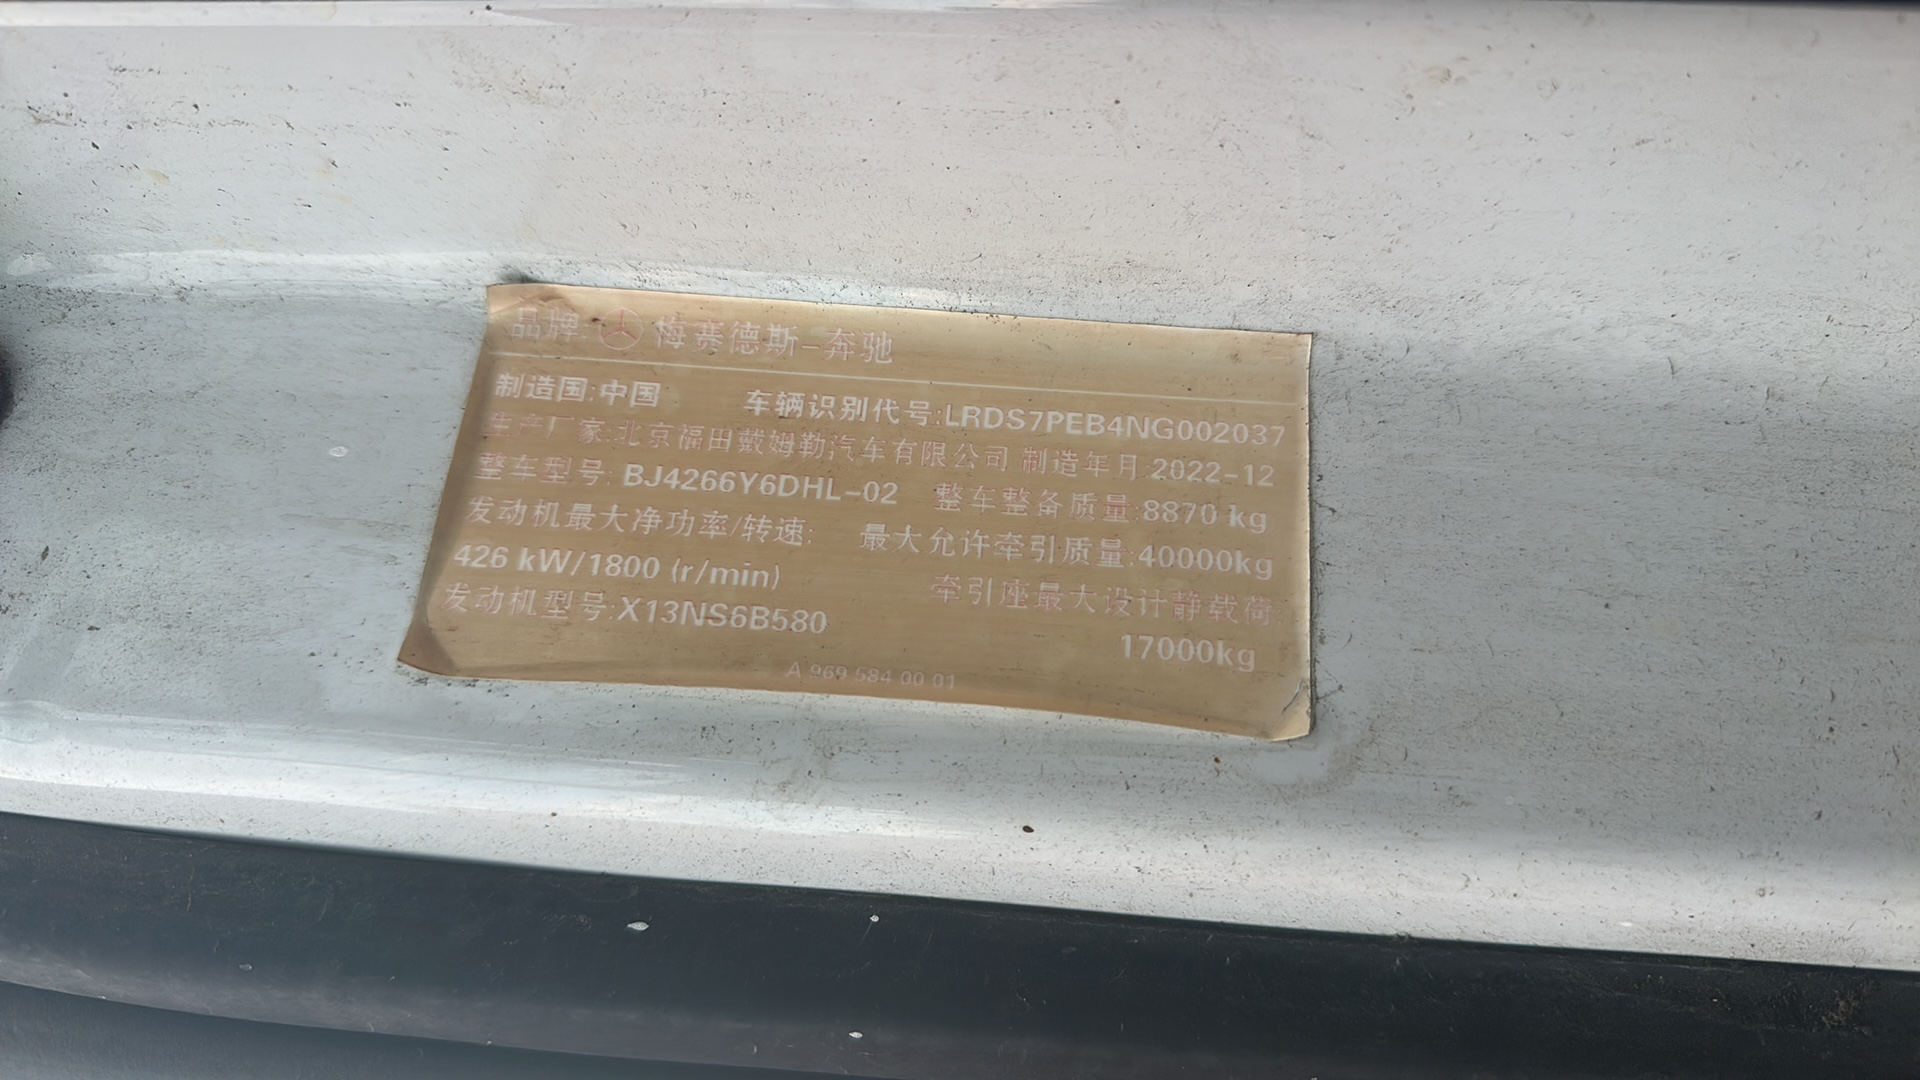 品牌: 梅赛德斯-奔驰
制造国:中国 车辆识别代号:LRDS7PEB4NG002037
生产厂家:北京福田戴姆勒汽车有限公司 制造年月:2022-12
整车型号: BJ4266Y6DHL-02 整车整备质量:8870 kg
发动机最大净功率/转速: 最大允许牵引质量:40000kg
426 kW/1800 (r/min) 牵引座最大设计静载荷:
发动机型号:X13NS6B580 17000kg
A 969 584 00 01